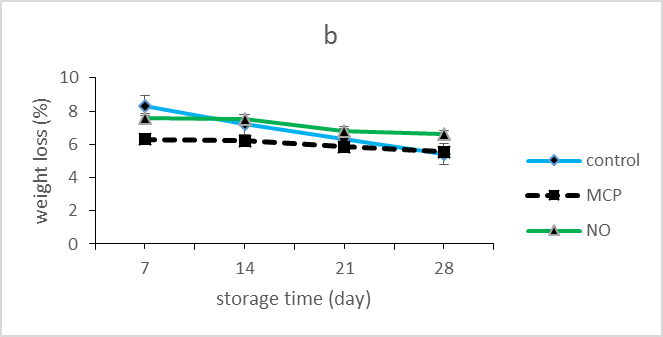 b
weight loss (%)
10
8
6
4
2
0
7 14 21 28
storage time (day)
control
MCP
NO